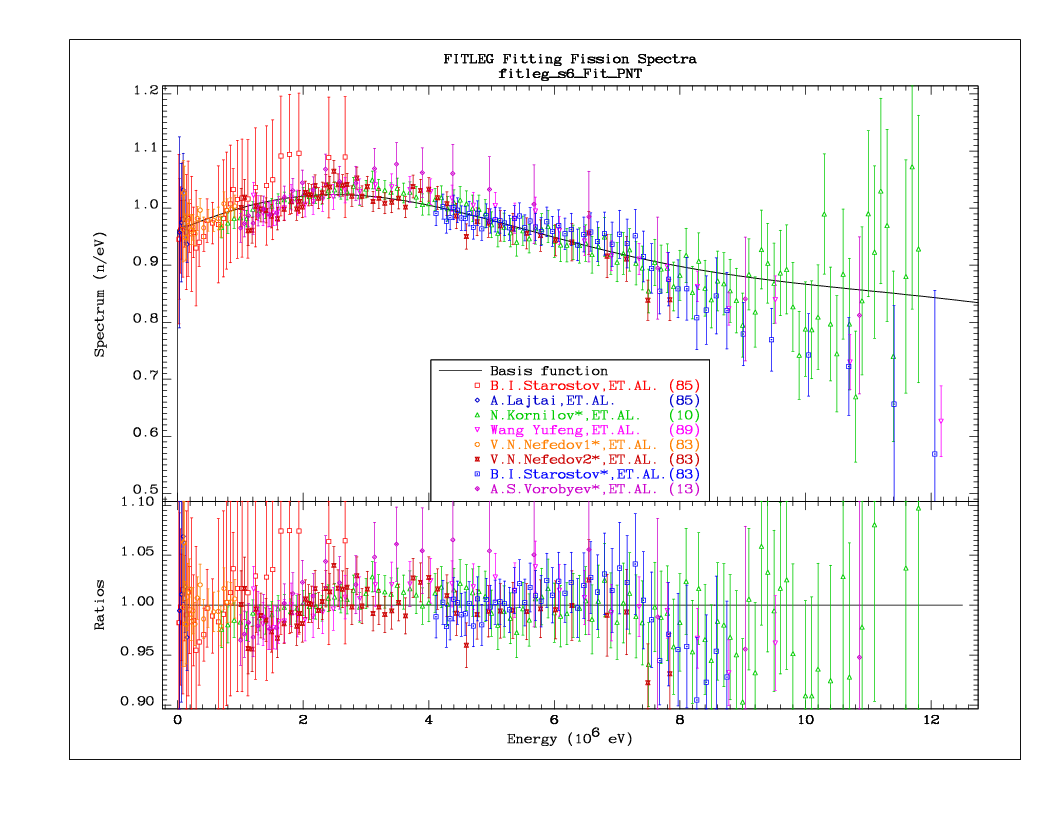 FITLEG Fitting Fission Spectra
fitleg_s6_Fit_PNT
Spectrum (n/eV)
1.2
1.1
1.0
0.9
0.8
0.7
0.6
0.5
Basis function
B.I.Starostov,ET.AL. (85)
A.Lajtai,ET.AL. (85)
N.Kornilov*,ET.AL. (10)
Wang Yufeng,ET.AL. (89)
V.N.Nefedov1*,ET.AL. (83)
V.N.Nefedov2*,ET.AL. (83)
B.I.Starostov*,ET.AL.(83)
A.S.Vorobyev*,ET.AL. (13)
Ratios
1.10
1.05
1.00
0.95
0.90
0 2 4 6 8 10 12
Energy (10⁶ eV)